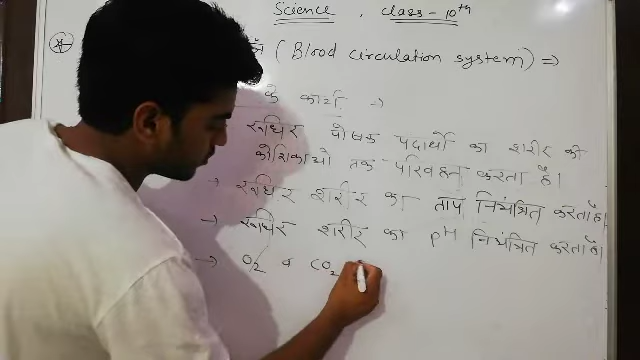 Science , Class - 10th
( Blood circulation system ) ⇒
के कार्य →
रुधिर पोषक पदार्थो का शरीर की
कोशिकाओ तक परिवहन करता है।
→ रुधिर शरीर का ताप नियंत्रित करता है।
→ रुधिर शरीर का pH नियंत्रित करता है।
→ O2 व CO2